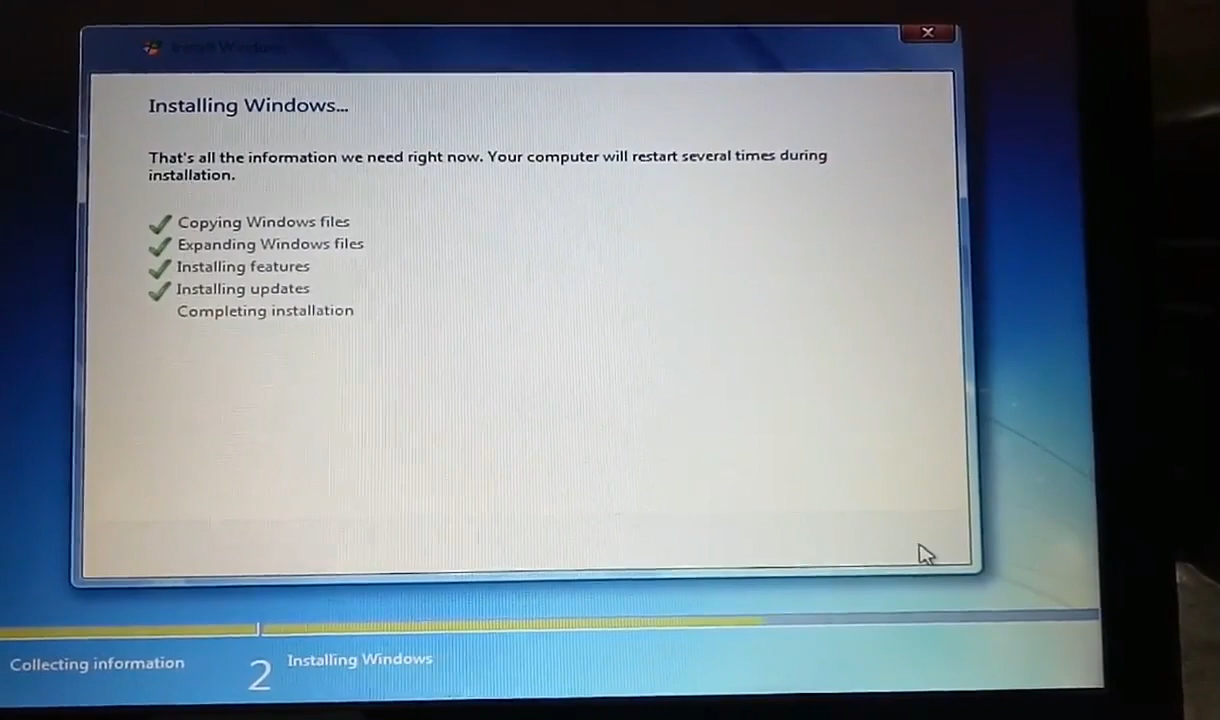 Install Windows
Installing Windows...
That's all the information we need right now. Your computer will restart several times during
installation.
Copying Windows files
Expanding Windows files
Installing features
Installing updates
Completing installation
Collecting information
2 Installing Windows